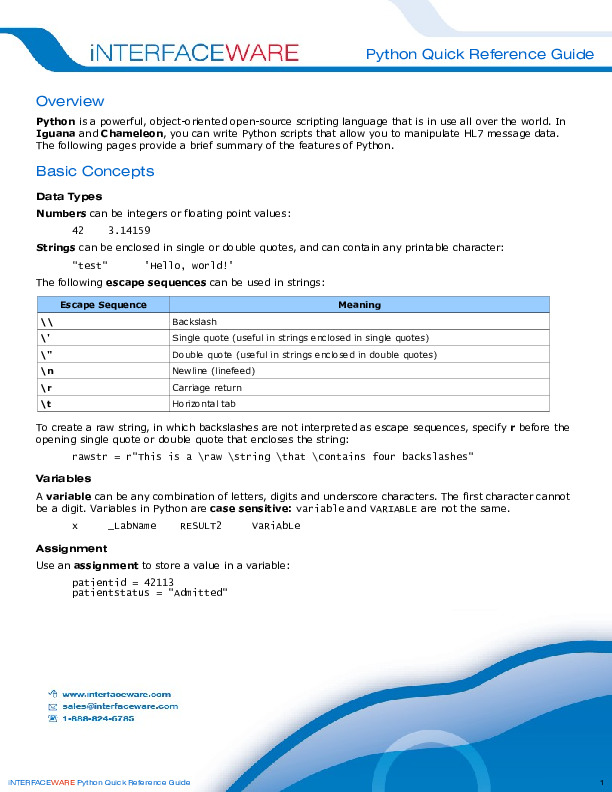 iNTERFACEWARE
Python Quick Reference Guide
Overview
Python is a powerful, object-oriented open-source scripting language that is in use all over the world. In
Iguana and Chameleon, you can write Python scripts that allow you to manipulate HL7 message data.
The following pages provide a brief summary of the features of Python.
Basic Concepts
Data Types
Numbers can be integers or floating point values:
42 3.14159
Strings can be enclosed in single or double quotes, and can contain any printable character:
"test" 'Hello, world!'
The following escape sequences can be used in strings:
Escape Sequence Meaning
\\ Backslash
\' Single quote (useful in strings enclosed in single quotes)
\" Double quote (useful in strings enclosed in double quotes)
\n Newline (linefeed)
\r Carriage return
\t Horizontal tab
To create a raw string, in which backslashes are not interpreted as escape sequences, specify r before the
opening single quote or double quote that encloses the string:
rawstr = r"This is a \raw \string \that \contains four backslashes"
Variables
A variable can be any combination of letters, digits and underscore characters. The first character cannot
be a digit. Variables in Python are case sensitive: variable and VARIABLE are not the same.
x _LabName RESULT2 VaRiAbLe
Assignment
Use an assignment to store a value in a variable:
patientid = 42113
patientstatus = "Admitted"
www.interfaceware.com
sales@interfaceware.com
1-888-824-6785
iNTERFACEWARE Python Quick Reference Guide 1